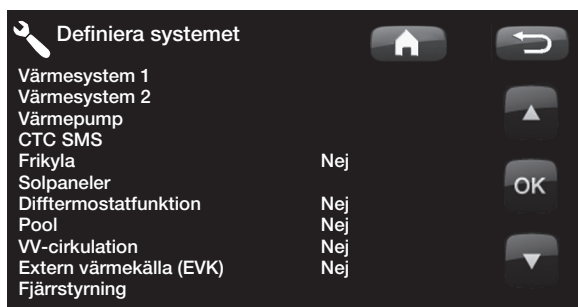 Definiera systemet
Värmesystem 1
Värmesystem 2
Värmepump
CTC SMS
Frikyla Nej
Solpaneler
Difftermostatfunktion Nej
Pool Nej
VV-cirkulation Nej
Extern värmekälla (EVK) Nej
Fjärrstyrning
OK